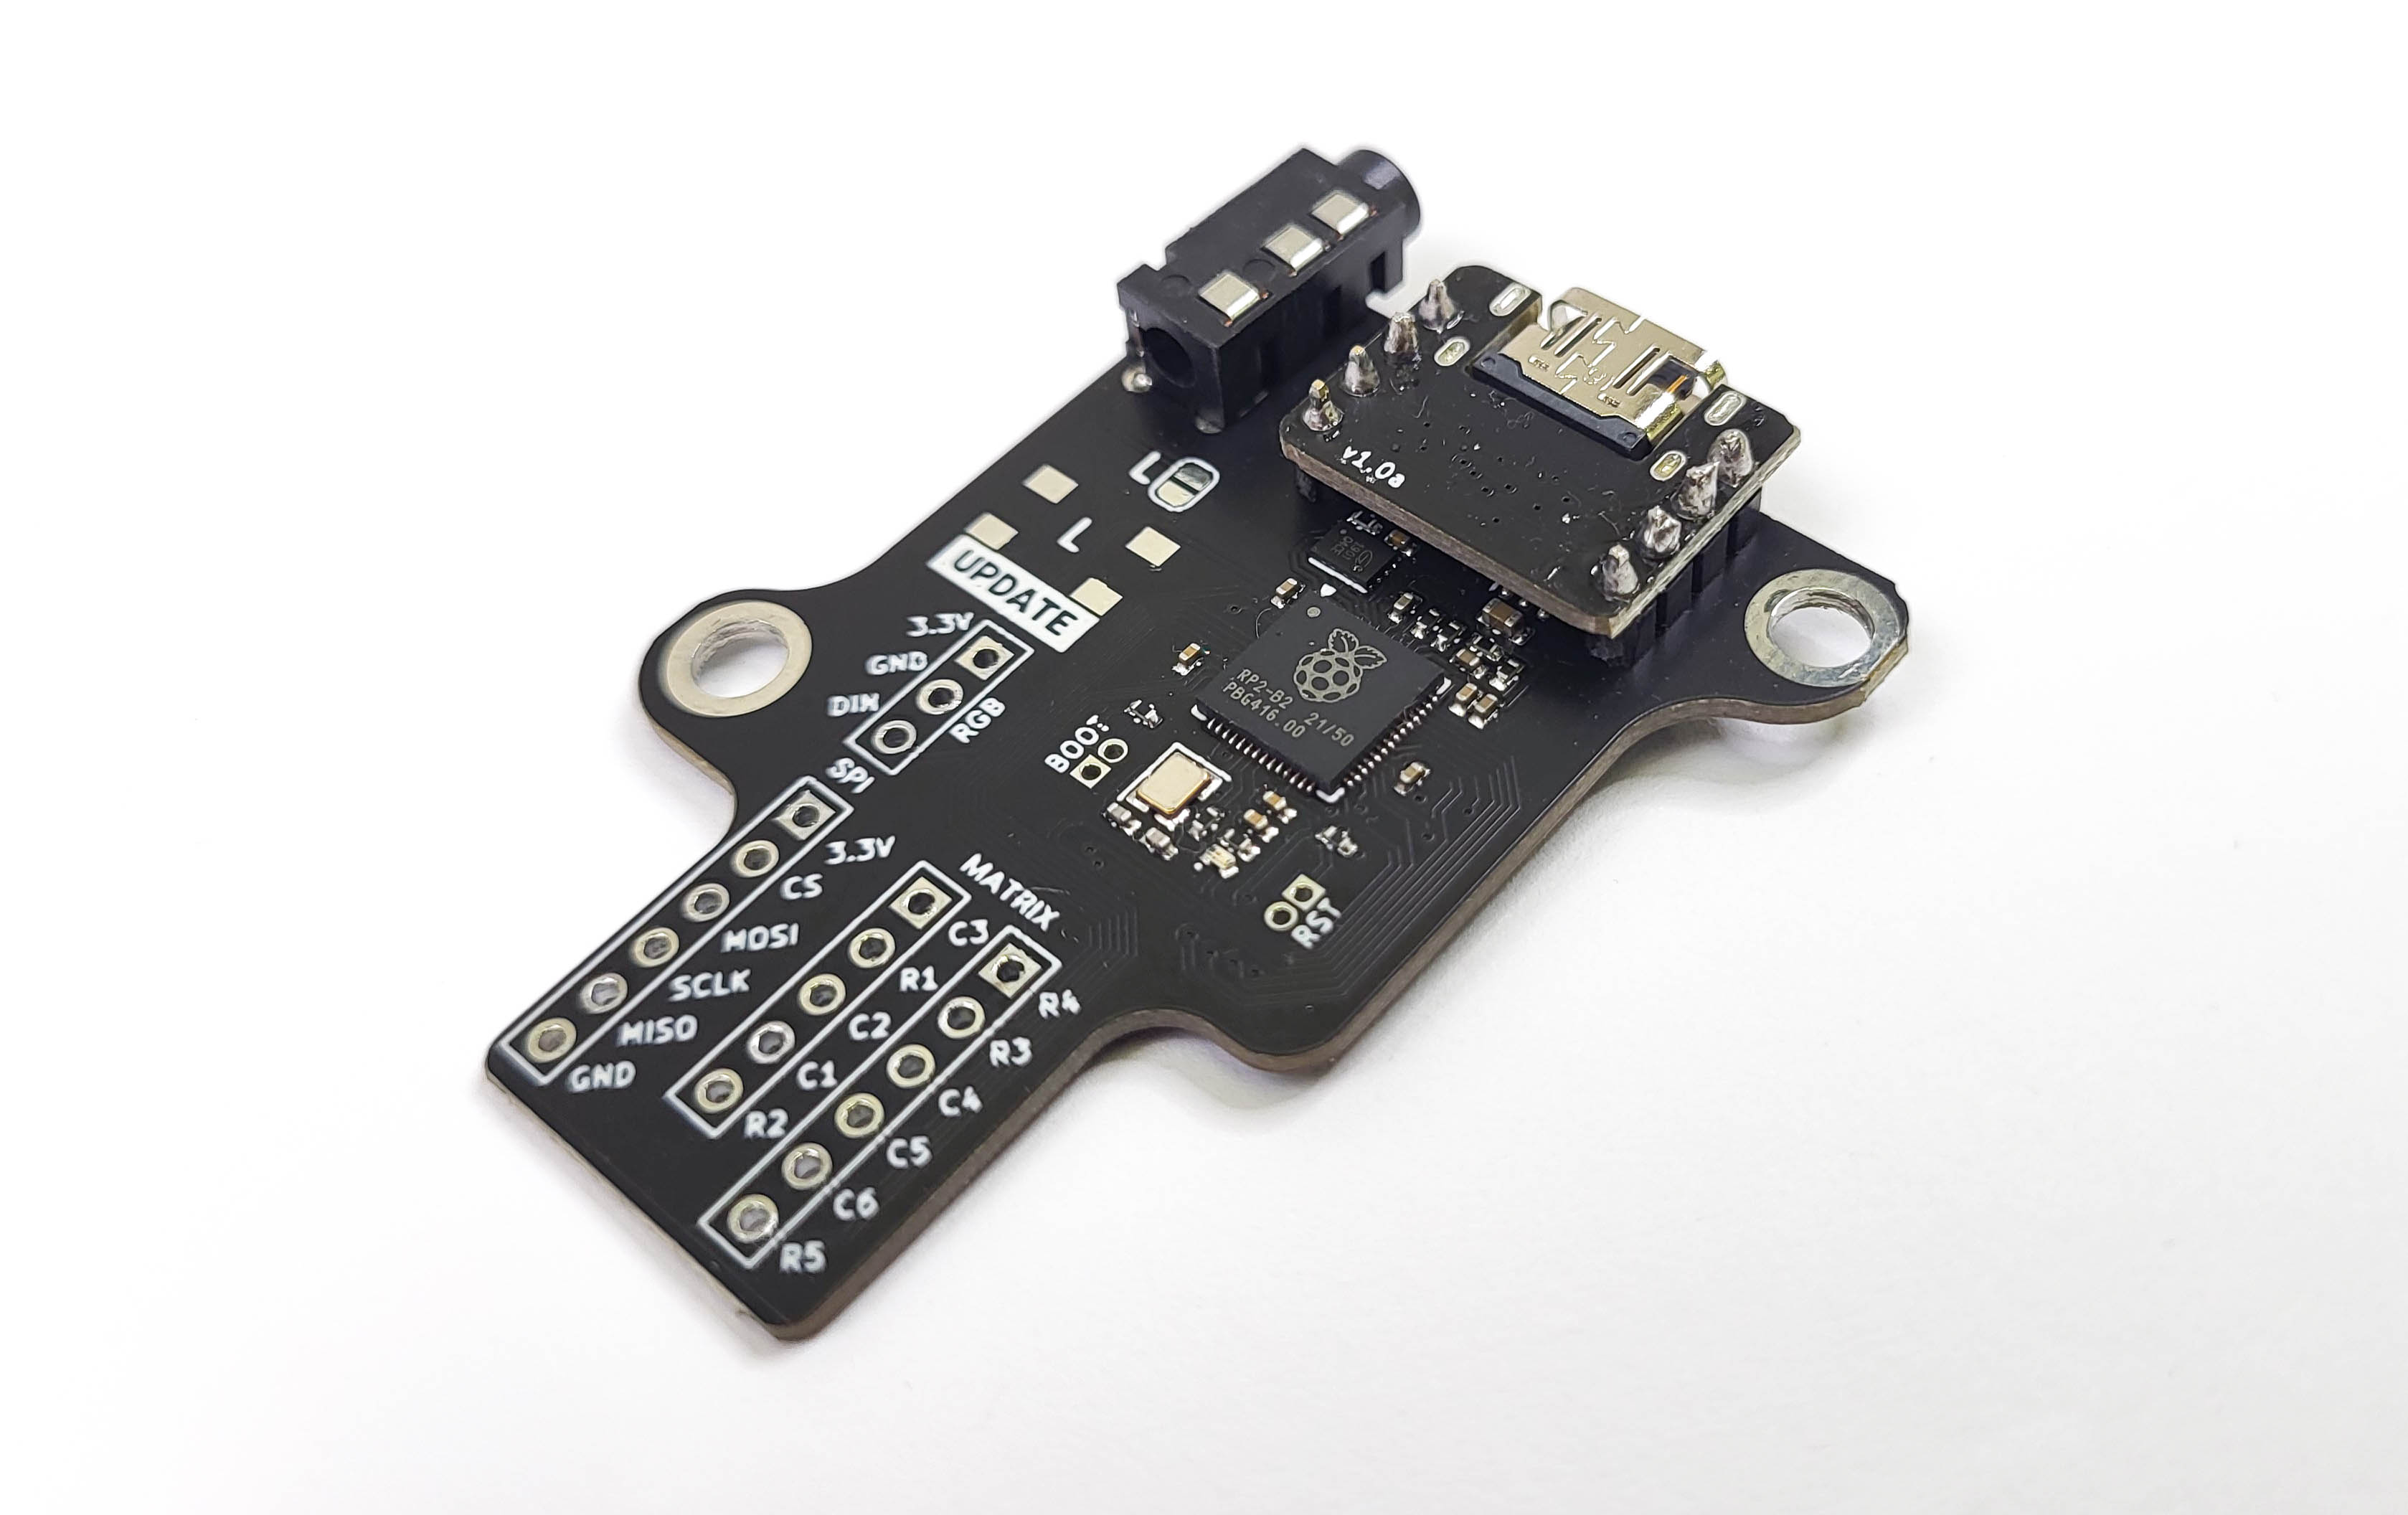 v1.0a
L
L
UPDATE
3.3V
GND
DIN
RGB
RP2-B2 21/50
PBG416.00
BOOT
SPI
3.3V
CS
MOSI
SCLK
MISO
GND
MATRIX
C3
R1
C2
C1
R2
R4
R3
C4
C5
C6
R5
RST